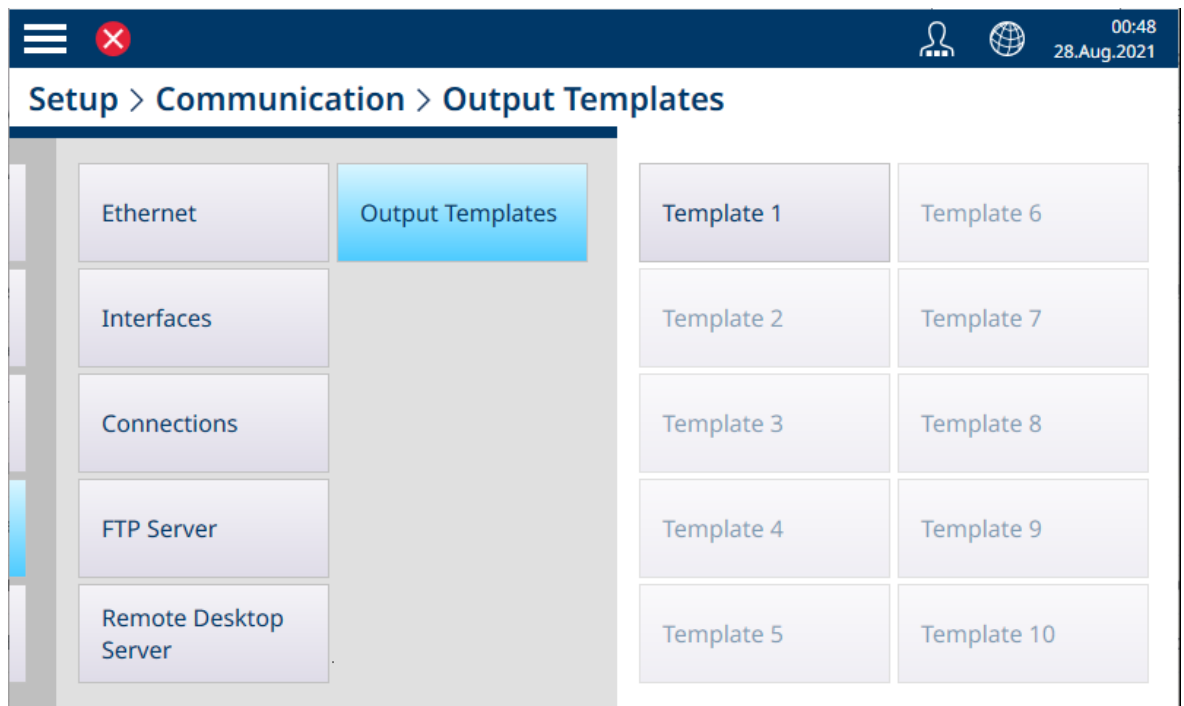 00:48
28.Aug.2021
Setup > Communication > Output Templates
Ethernet
Output Templates
Template 1
Template 6
Interfaces
Template 2
Template 7
Connections
Template 3
Template 8
FTP Server
Template 4
Template 9
Remote Desktop
Server
Template 5
Template 10